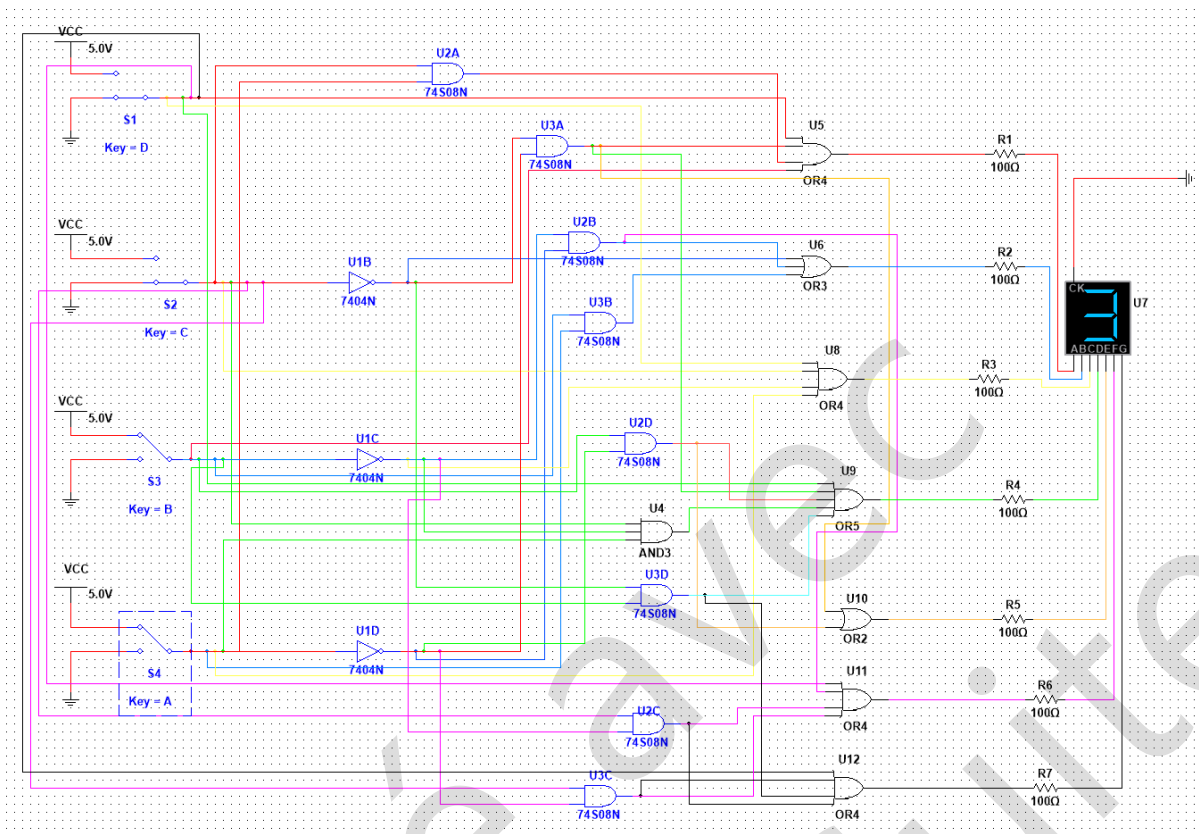 VCC
5.0V
S1
Key = D
U2A
74S08N
U3A
74S08N
U5
OR4
R1
100Ω
VCC
5.0V
S2
Key = C
U1B
7404N
U2B
74S08N
U3B
74S08N
U6
OR3
R2
100Ω
CK
ABCDEFG
U7
U8
OR4
R3
100Ω
VCC
5.0V
S3
Key = B
U1C
7404N
U2D
74S08N
U9
OR5
R4
100Ω
U4
AND3
VCC
5.0V
S4
Key = A
U1D
7404N
U3D
74S08N
U10
OR2
R5
100Ω
U2C
74S08N
U11
OR4
R6
100Ω
U3C
74S08N
U12
OR4
R7
100Ω
avec